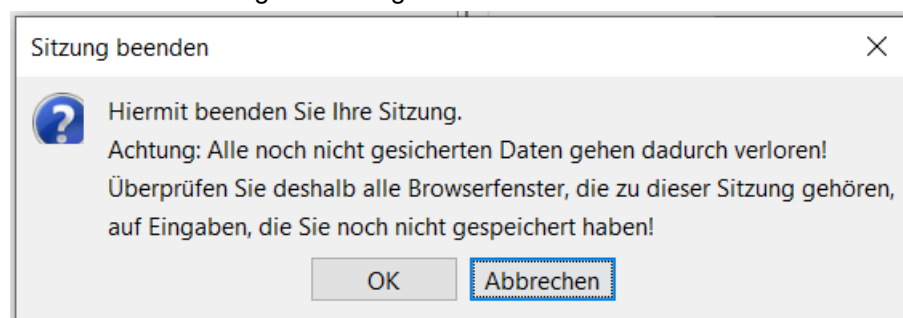 Sitzung beenden
Hiermit beenden Sie Ihre Sitzung.
Achtung: Alle noch nicht gesicherten Daten gehen dadurch verloren!
Überprüfen Sie deshalb alle Browserfenster, die zu dieser Sitzung gehören,
auf Eingaben, die Sie noch nicht gespeichert haben!
OK Abbrechen